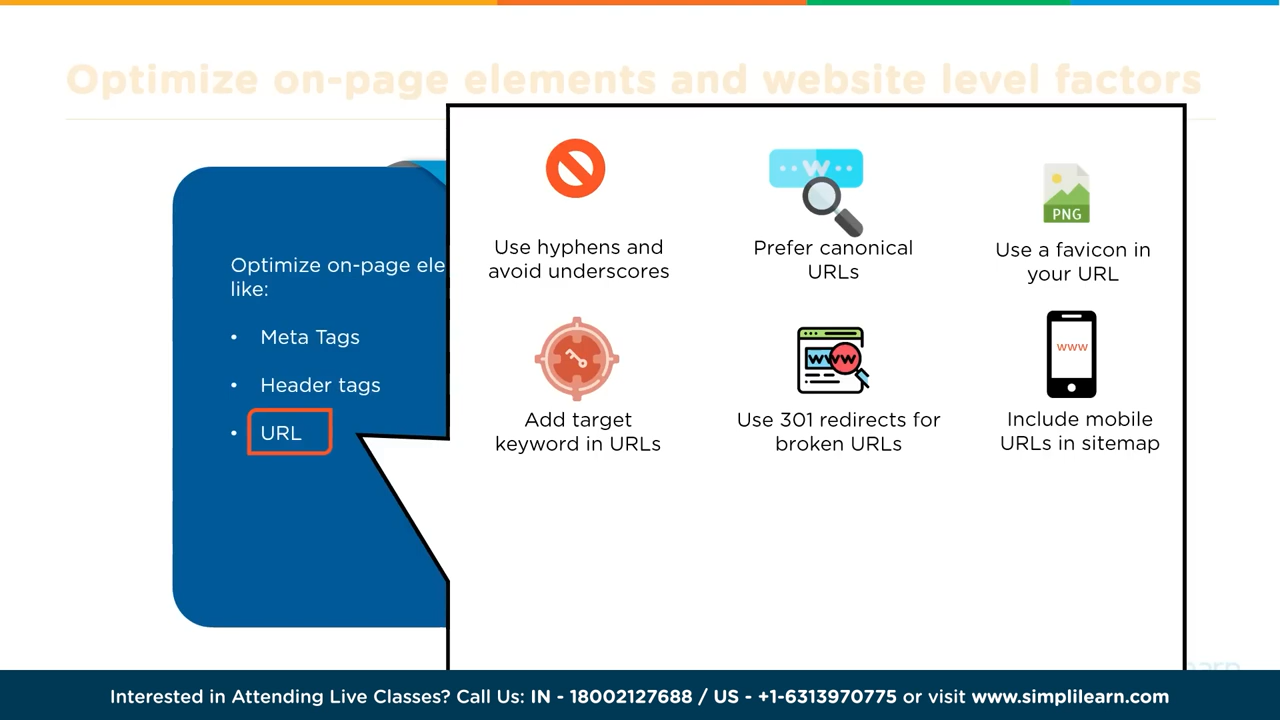 Optimize on-page elements and website level factors
Optimize on-page ele
like:
• Meta Tags
• Header tags
• URL
Use hyphens and
avoid underscores
W
Prefer canonical
URLs
PNG
Use a favicon in
your URL
Add target
keyword in URLs
WWW
Use 301 redirects for
broken URLs
www
Include mobile
URLs in sitemap
Interested in Attending Live Classes? Call Us: IN - 18002127688 / US - +1-6313970775 or visit www.simplilearn.com